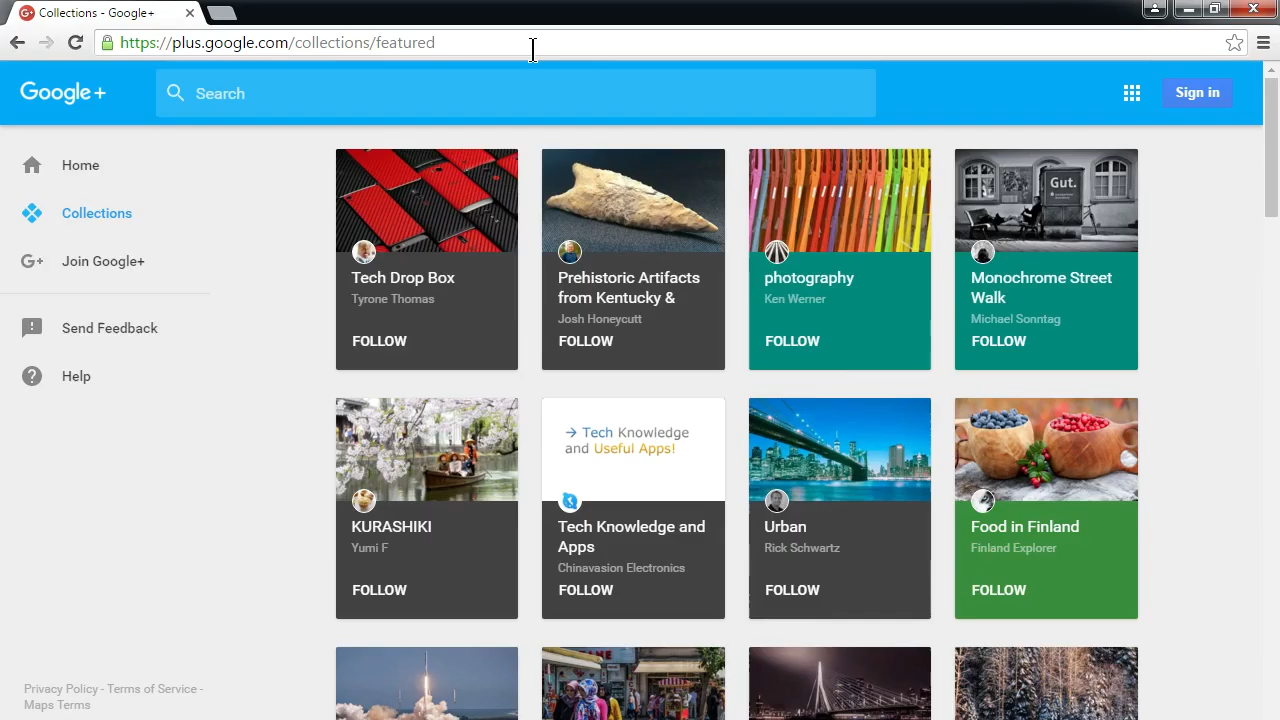 Collections - Google+
https://plus.google.com/collections/featured
Google+
Search
Sign in
Home
Collections
Join Google+
Send Feedback
Help
Tech Drop Box
Tyrone Thomas
FOLLOW
Prehistoric Artifacts
from Kentucky &
Josh Honeycutt
FOLLOW
photography
Ken Werner
FOLLOW
Gut.
Monochrome Street
Walk
Michael Sonntag
FOLLOW
KURASHIKI
Yumi F
FOLLOW
→ Tech Knowledge
and Useful Apps!
Tech Knowledge and
Apps
Chinavasion Electronics
FOLLOW
Urban
Rick Schwartz
FOLLOW
Food in Finland
Finland Explorer
FOLLOW
Privacy Policy - Terms of Service -
Maps Terms